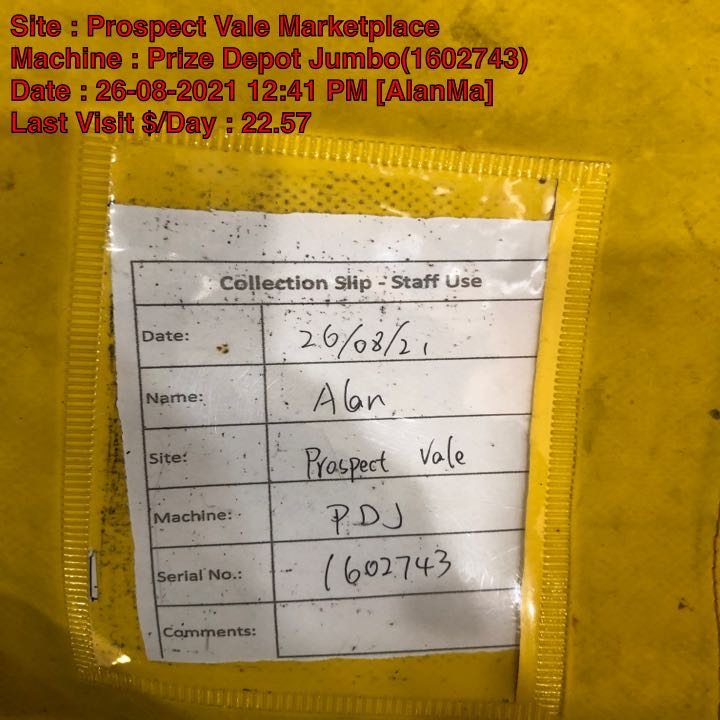 Site : Prospect Vale Marketplace
Machine : Prize Depot Jumbo(1602743)
Date : 26-08-2021 12:41 PM [AlanMa]
Last Visit $/Day : 22.57
Collection Slip - Staff Use
Date: 26/08/21
Name: Alan
Site: Prospect Vale
Machine: PDJ
Serial No.: 1602743
Comments: